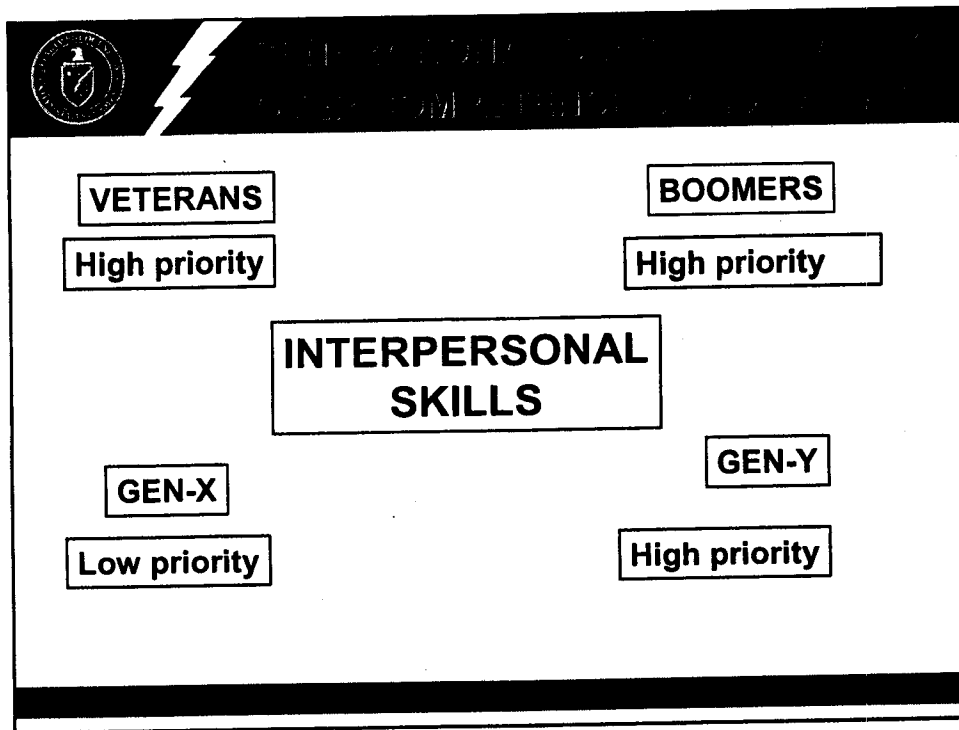 VETERANS
BOOMERS
High priority
High priority
INTERPERSONAL
SKILLS
GEN-X
GEN-Y
Low priority
High priority